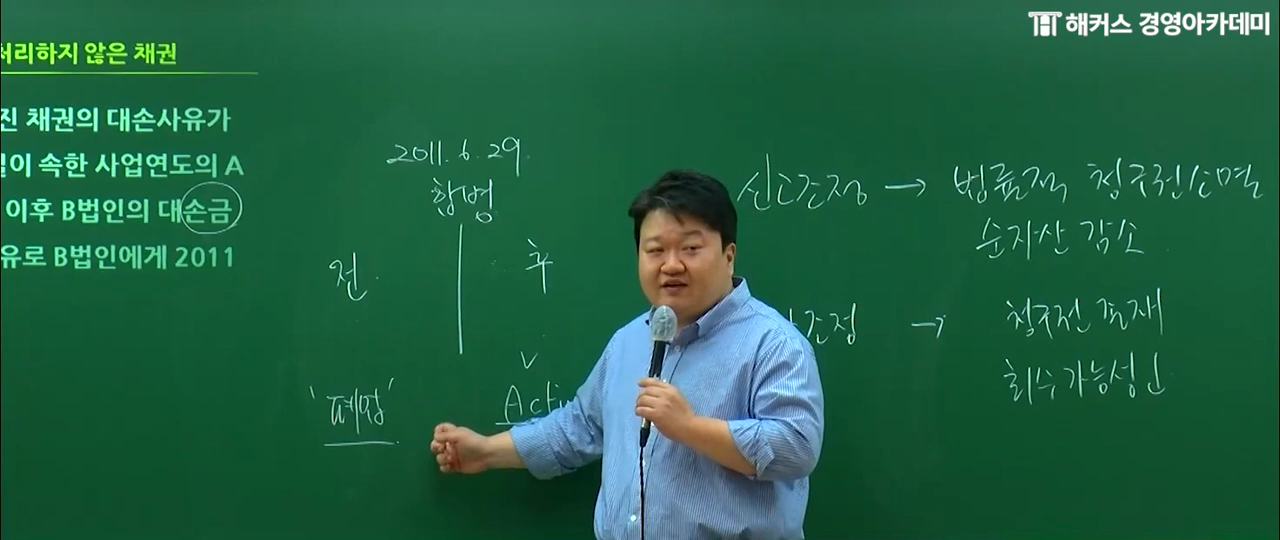 해커스 경영아카데미
처리하지 않은 채권
진 채권의 대손사유가
일이 속한 사업연도의 A
이후 B법인의 대손금
유로 B법인에게 2011
2011. 6. 29.
합병
전
후
V
'폐망'
Acti
신고조정 → 법률적 청구권소멸
순자산 감소
조정 → 청구권 존재
회수가능성 ⊥